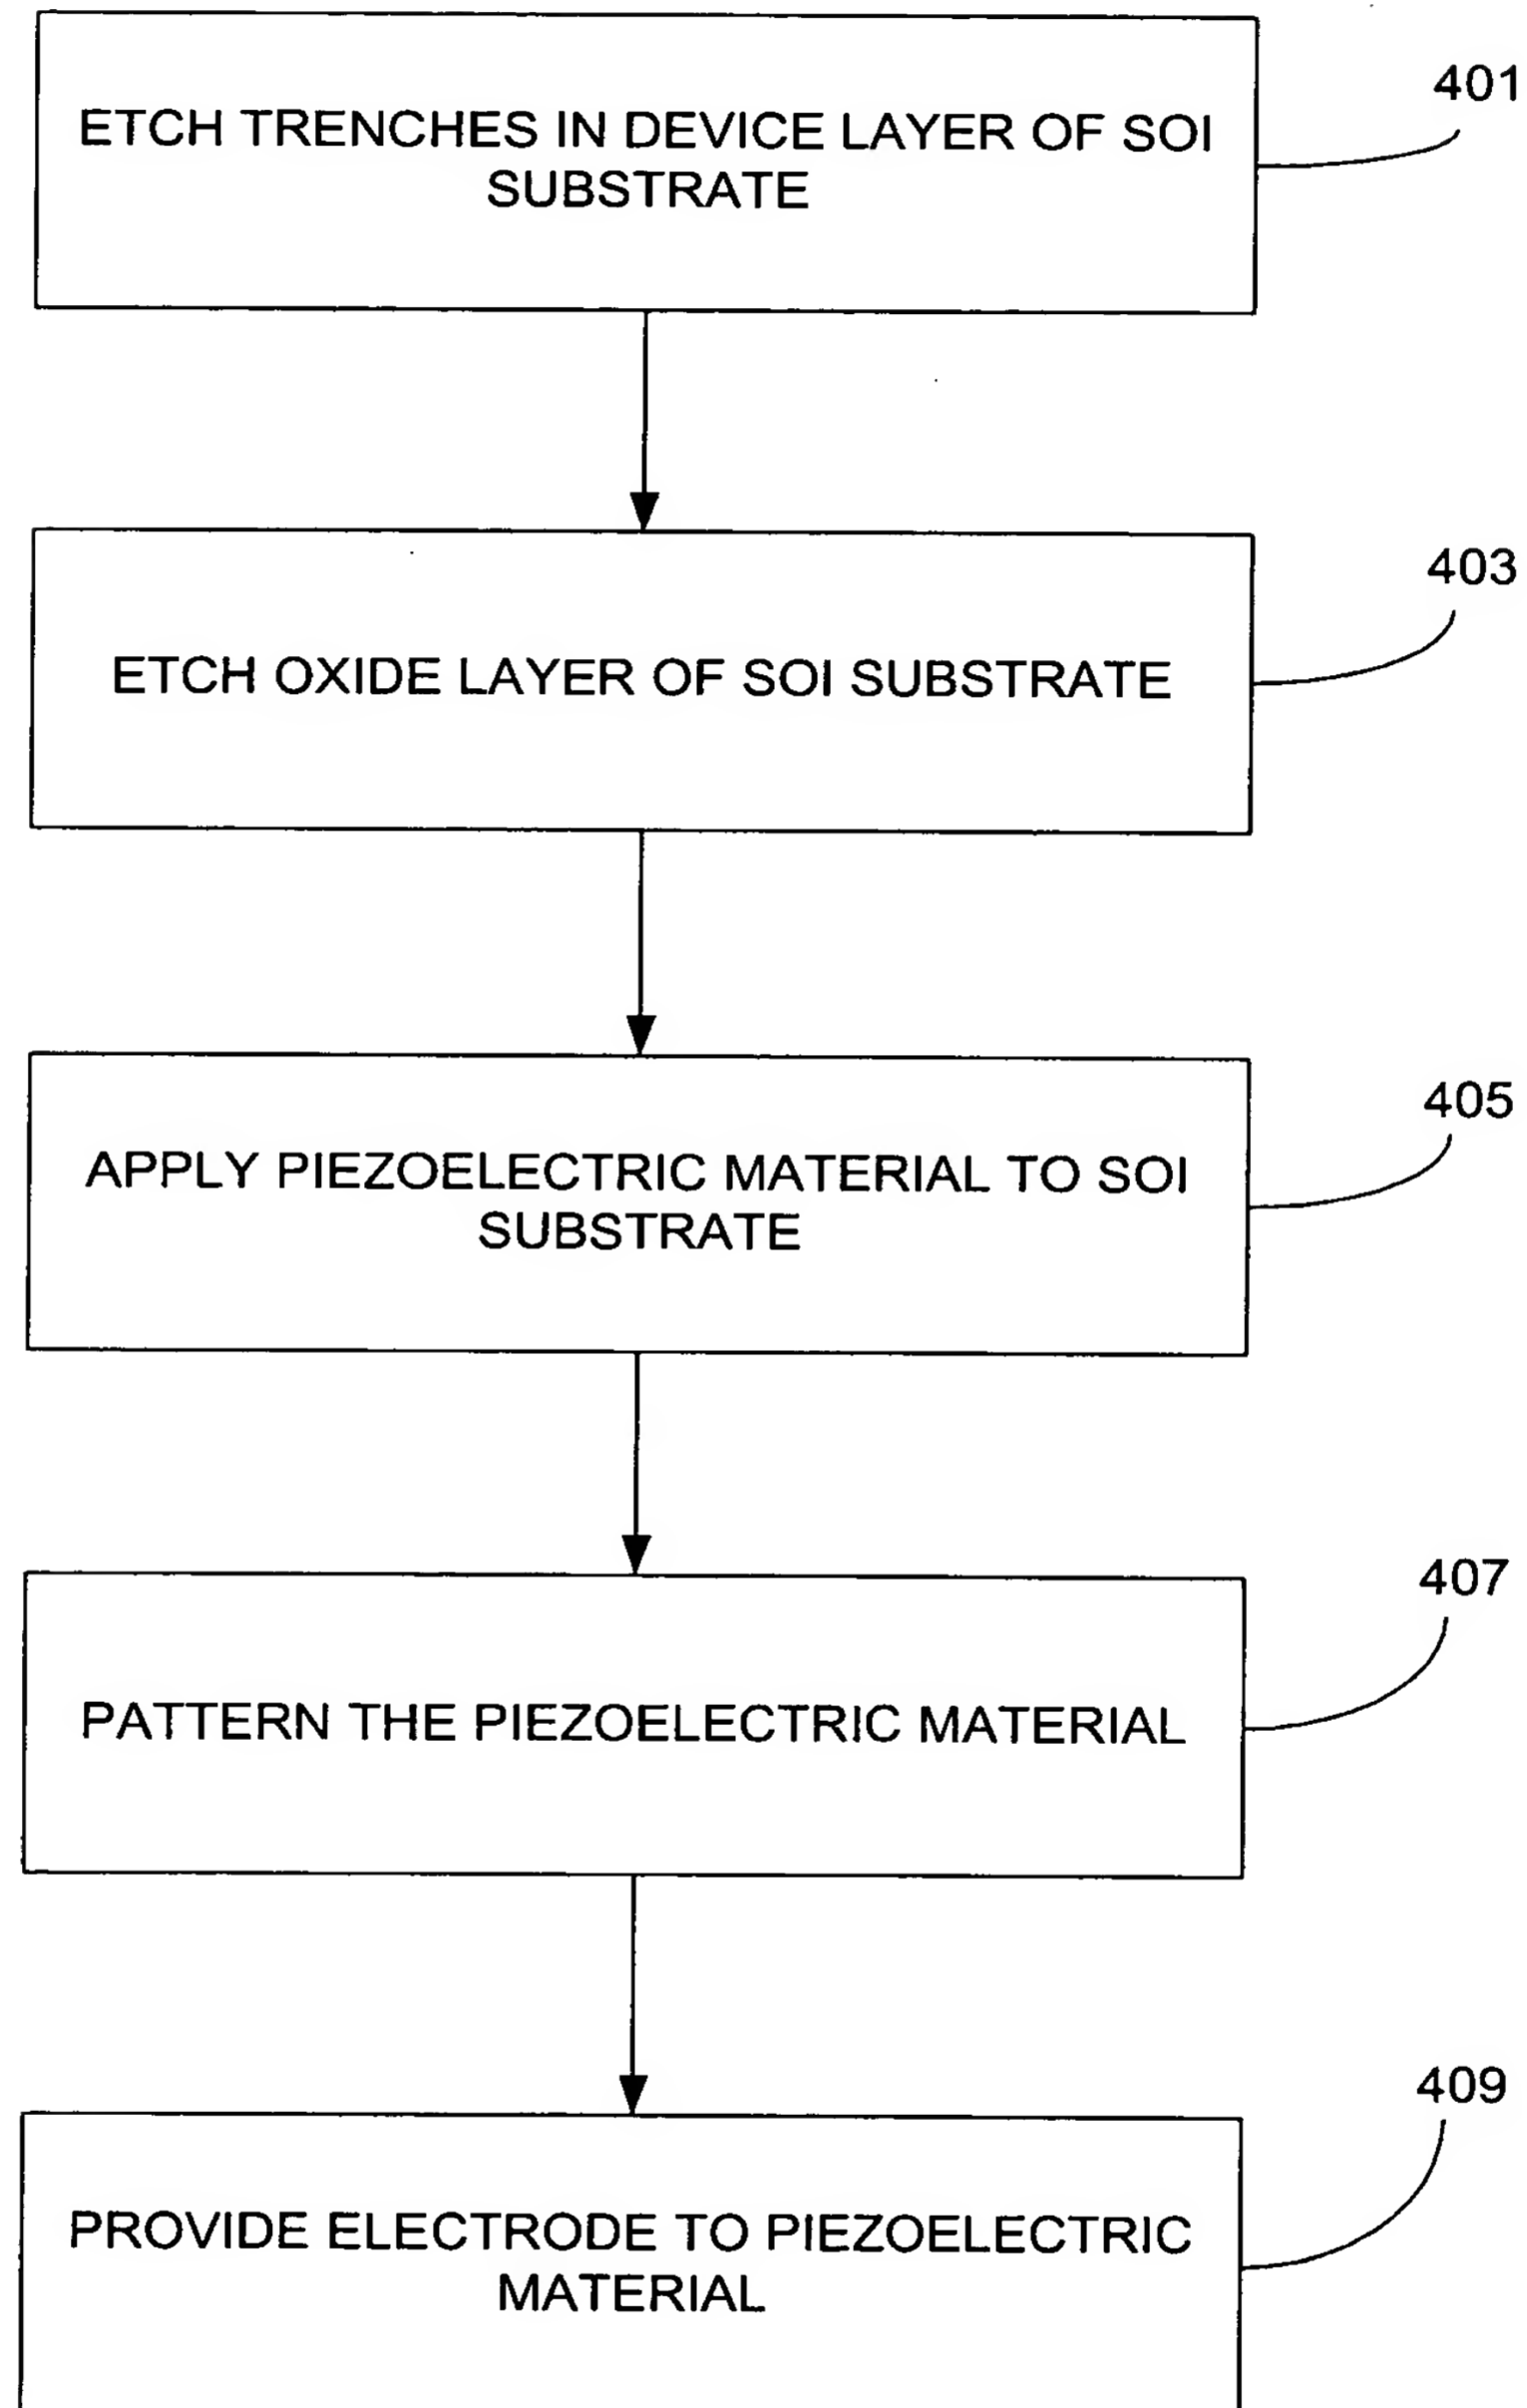 ETCH TRENCHES IN DEVICE LAYER OF SOI
SUBSTRATE
401
ETCH OXIDE LAYER OF SOI SUBSTRATE
403
APPLY PIEZOELECTRIC MATERIAL TO SOI
SUBSTRATE
405
PATTERN THE PIEZOELECTRIC MATERIAL
407
PROVIDE ELECTRODE TO PIEZOELECTRIC
MATERIAL
409